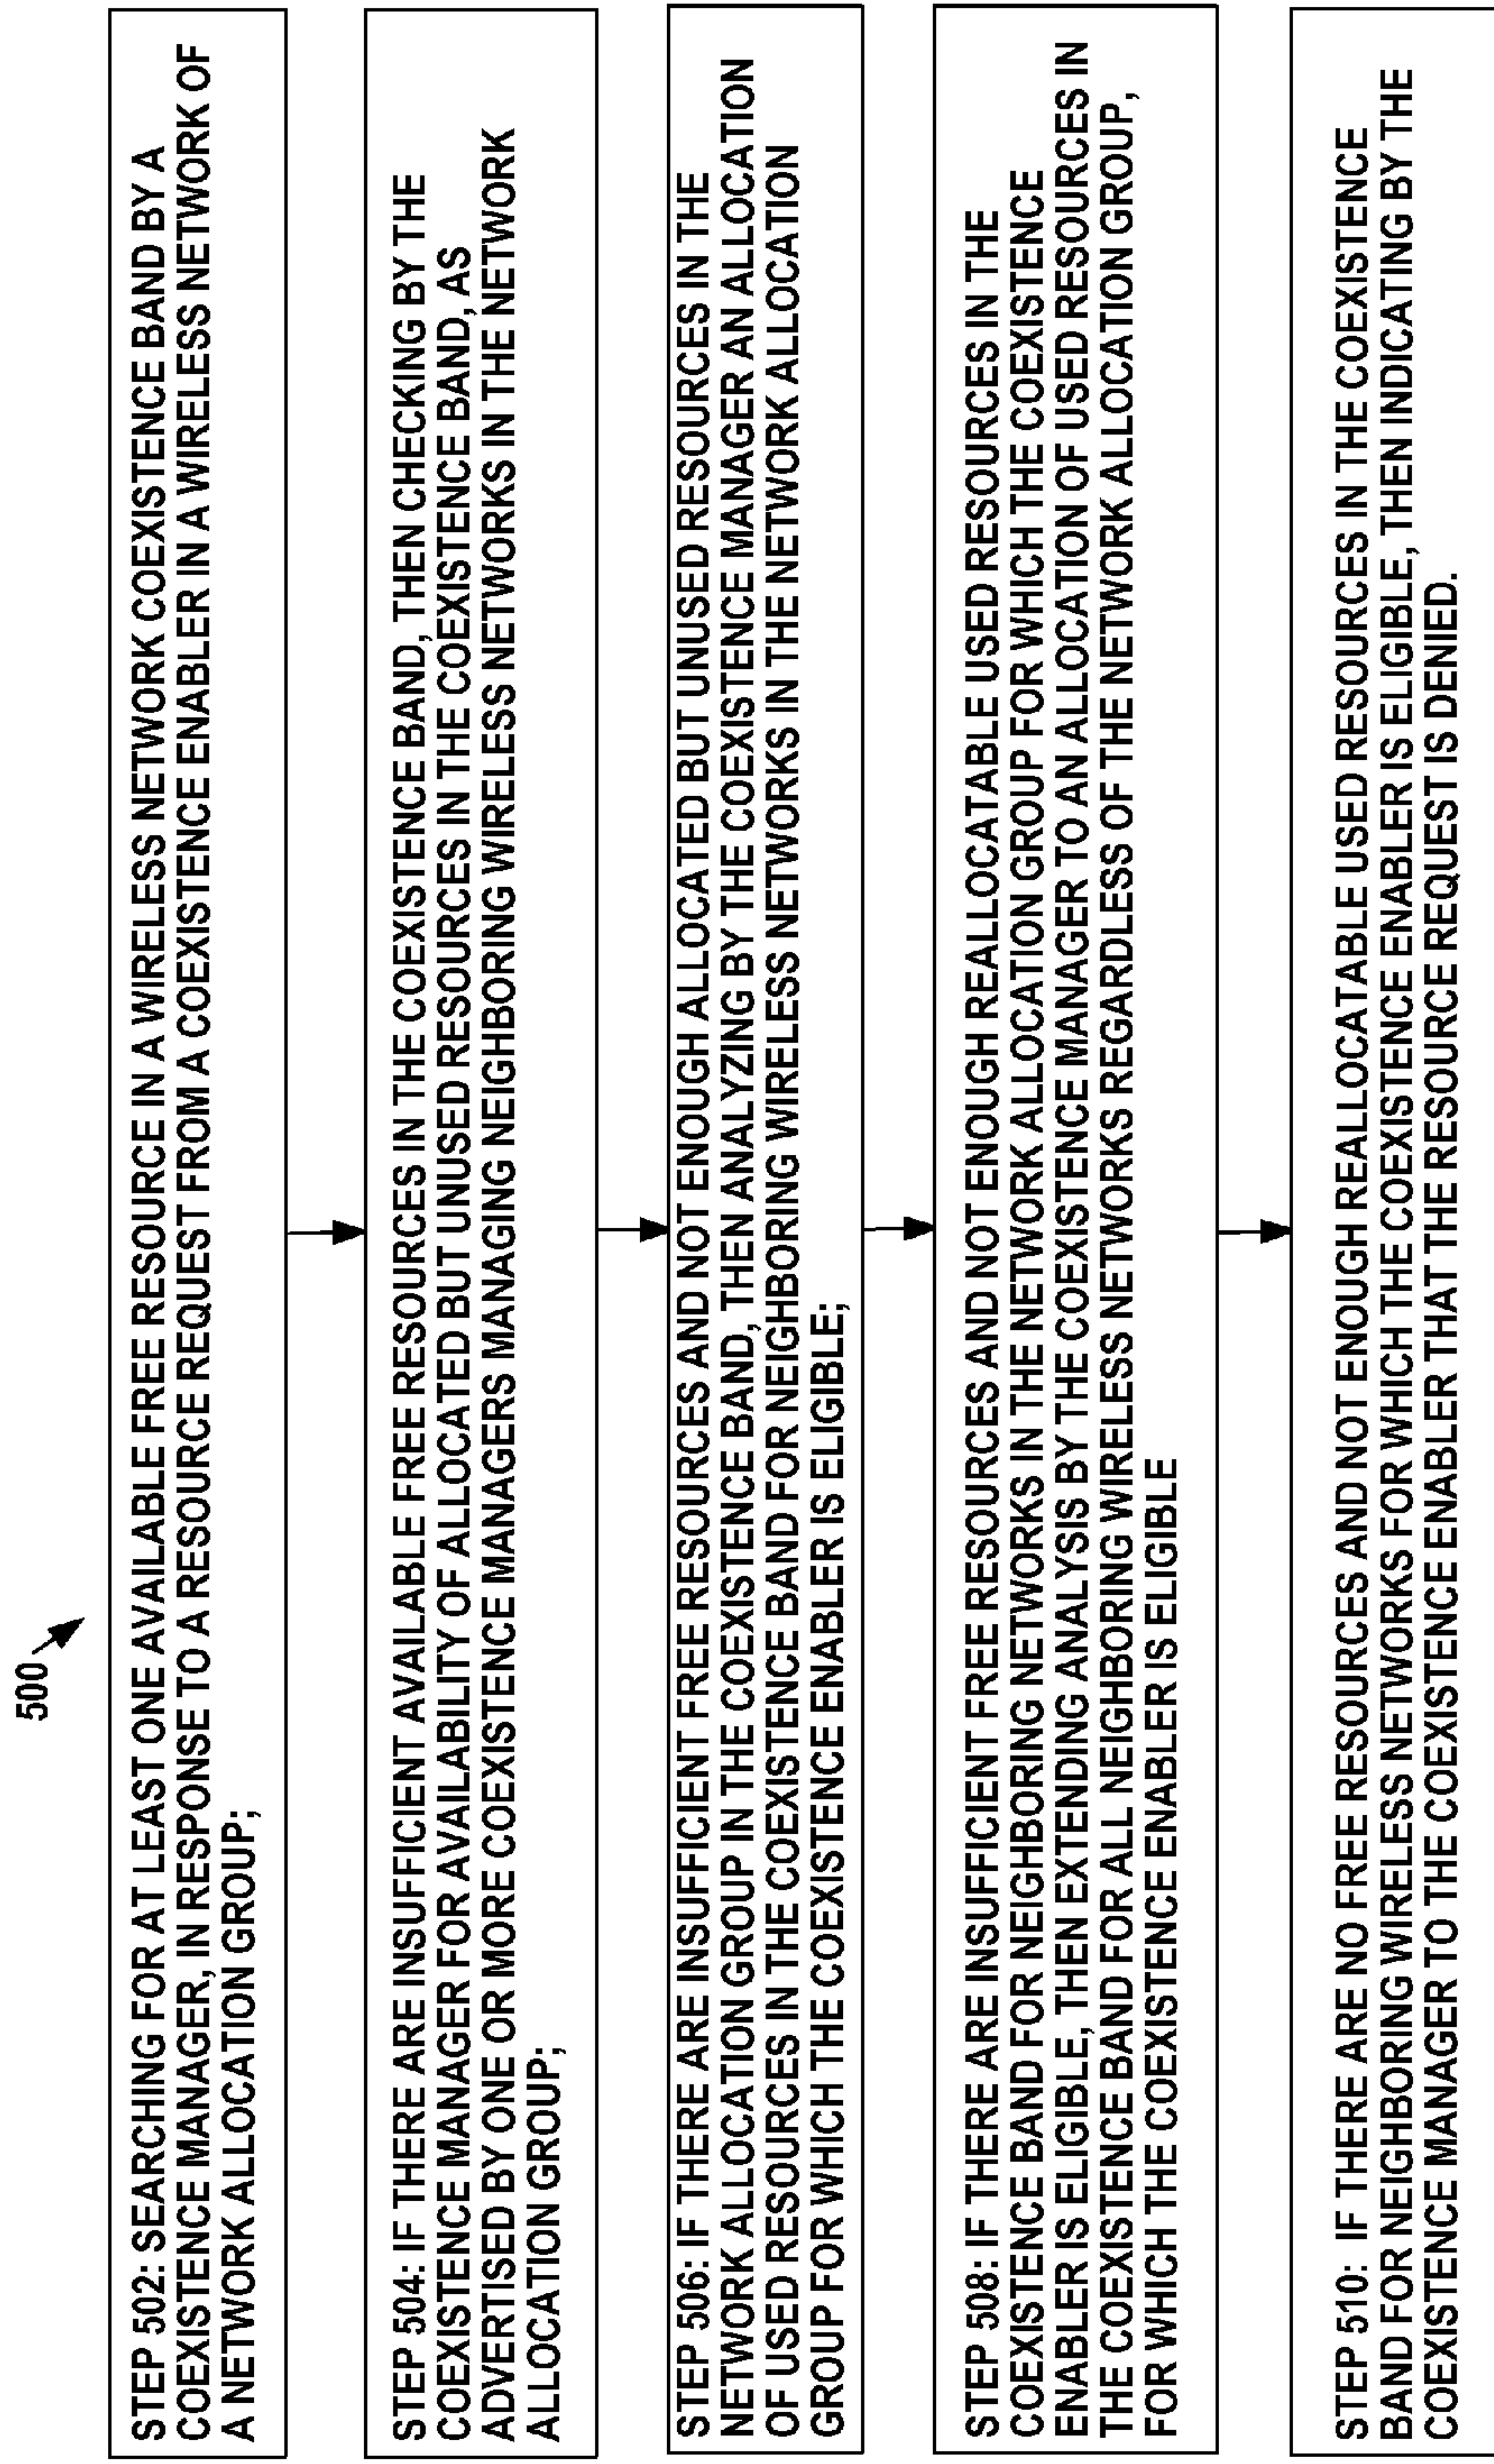 500
STEP 502: SEARCHING FOR AT LEAST ONE AVAILABLE FREE RESOURCE IN A WIRELESS NETWORK COEXISTENCE BAND BY A
COEXISTENCE MANAGER, IN RESPONSE TO A RESOURCE REQUEST FROM A COEXISTENCE ENABLER IN A WIRELESS NETWORK OF
A NETWORK ALLOCATION GROUP;
STEP 504: IF THERE ARE INSUFFICIENT AVAILABLE FREE RESOURCES IN THE COEXISTENCE BAND, THEN CHECKING BY THE
COEXISTENCE MANAGER FOR AVAILABILITY OF ALLOCATED BUT UNUSED RESOURCES IN THE COEXISTENCE BAND, AS
ADVERTISED BY ONE OR MORE COEXISTENCE MANAGERS MANAGING NEIGHBORING WIRELESS NETWORKS IN THE NETWORK
ALLOCATION GROUP;
STEP 506: IF THERE ARE INSUFFICIENT FREE RESOURCES AND NOT ENOUGH ALLOCATED BUT UNUSED RESOURCES IN THE
NETWORK ALLOCATION GROUP IN THE COEXISTENCE BAND, THEN ANALYZING BY THE COEXISTENCE MANAGER AN ALLOCATION
OF USED RESOURCES IN THE COEXISTENCE BAND FOR NEIGHBORING WIRELESS NETWORKS IN THE NETWORK ALLOCATION
GROUP FOR WHICH THE COEXISTENCE ENABLER IS ELIGIBLE;
STEP 508: IF THERE ARE INSUFFICIENT FREE RESOURCES AND NOT ENOUGH REALLOCATABLE USED RESOURCES IN THE
COEXISTENCE BAND FOR NEIGHBORING NETWORKS IN THE NETWORK ALLOCATION GROUP FOR WHICH THE COEXISTENCE
ENABLER IS ELIGIBLE, THEN EXTENDING ANALYSIS BY THE COEXISTENCE MANAGER TO AN ALLOCATION OF USED RESOURCES IN
THE COEXISTENCE BAND FOR ALL NEIGHBORING WIRELESS NETWORKS REGARDLESS OF THE NETWORK ALLOCATION GROUP,
FOR WHICH THE COEXISTENCE ENABLER IS ELIGIBLE
STEP 510: IF THERE ARE NO FREE RESOURCES AND NOT ENOUGH REALLOCATABLE USED RESOURCES IN THE COEXISTENCE
BAND FOR NEIGHBORING WIRELESS NETWORKS FOR WHICH THE COEXISTENCE ENABLER IS ELIGIBLE, THEN INDICATING BY THE
COEXISTENCE MANAGER TO THE COEXISTENCE ENABLER THAT THE RESOURCE REQUEST IS DENIED.